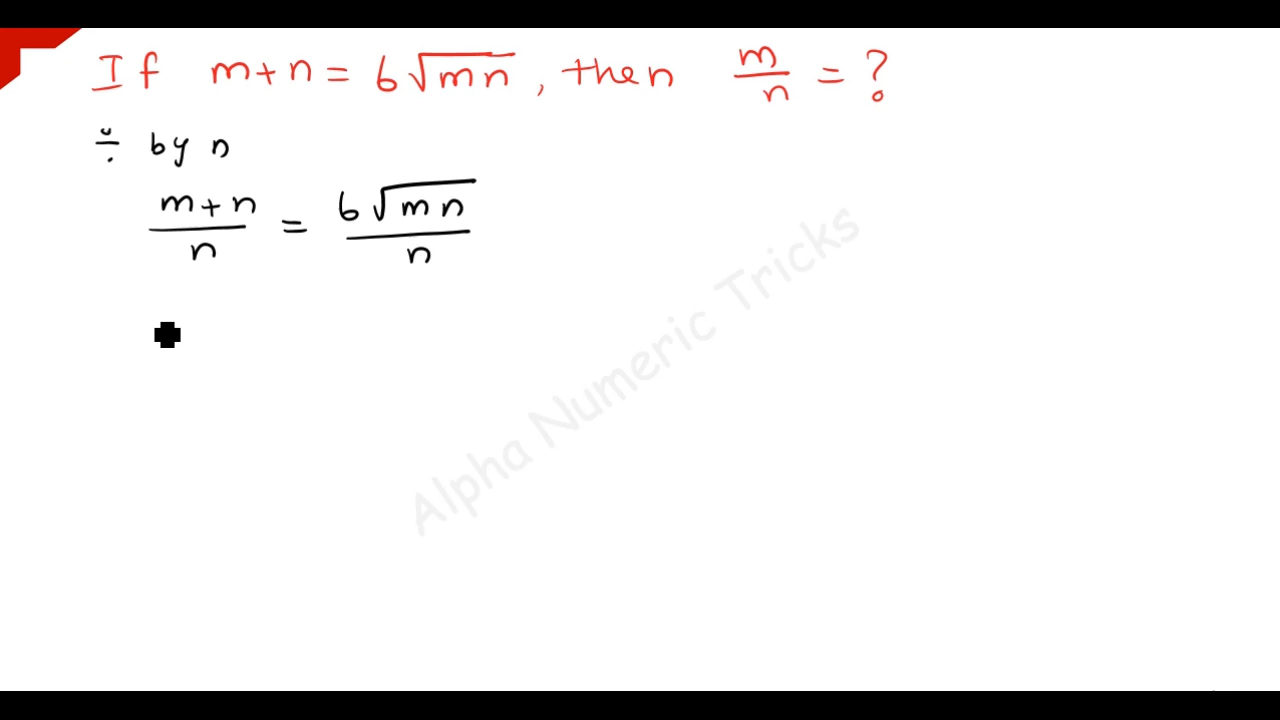 If m+n = 6√mn, then m/n = ?
÷ by n
m+n/n = 6√mn/n
Alpha Numeric Tricks